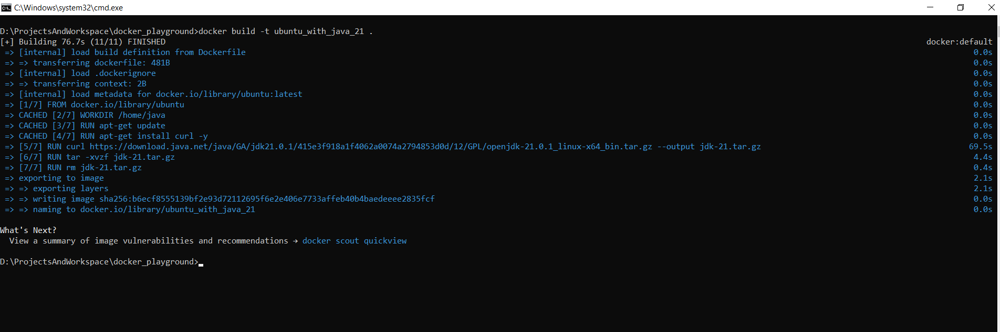 C:\Windows\system32\cmd.exe
D:\ProjectsAndWorkspace\docker_playground>docker build -t ubuntu_with_java_21 .
[+] Building 76.7s (11/11) FINISHED docker:default
=> [internal] load build definition from Dockerfile 0.0s
=> => transferring dockerfile: 481B 0.0s
=> [internal] load .dockerignore 0.0s
=> => transferring context: 2B 0.0s
=> [internal] load metadata for docker.io/library/ubuntu:latest 0.0s
=> [1/7] FROM docker.io/library/ubuntu 0.0s
=> CACHED [2/7] WORKDIR /home/java 0.0s
=> CACHED [3/7] RUN apt-get update 0.0s
=> CACHED [4/7] RUN apt-get install curl -y 0.0s
=> [5/7] RUN curl https://download.java.net/java/GA/jdk21.0.1/415e3f918a1f4062a0074a2794853d0d/12/GPL/openjdk-21.0.1_linux-x64_bin.tar.gz --output jdk-21.tar.gz 69.5s
=> [6/7] RUN tar -xvzf jdk-21.tar.gz 4.4s
=> [7/7] RUN rm jdk-21.tar.gz 0.4s
=> exporting to image 2.1s
=> => exporting layers 2.1s
=> => writing image sha256:b6ecf8555139bf2e93d72112695f6e2e406e7733affeb40b4baedeeee2835fcf 0.0s
=> => naming to docker.io/library/ubuntu_with_java_21 0.0s
What's Next?
View a summary of image vulnerabilities and recommendations → docker scout quickview
D:\ProjectsAndWorkspace\docker_playground>